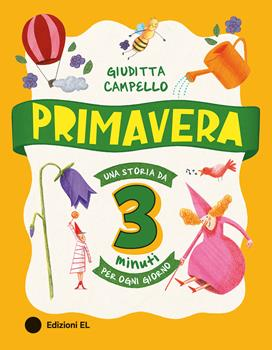 GIUDITTA
CAMPELLO
PRIMAVERA
UNA STORIA DA
3
minuti
PER OGNI GIORNO
Edizioni EL